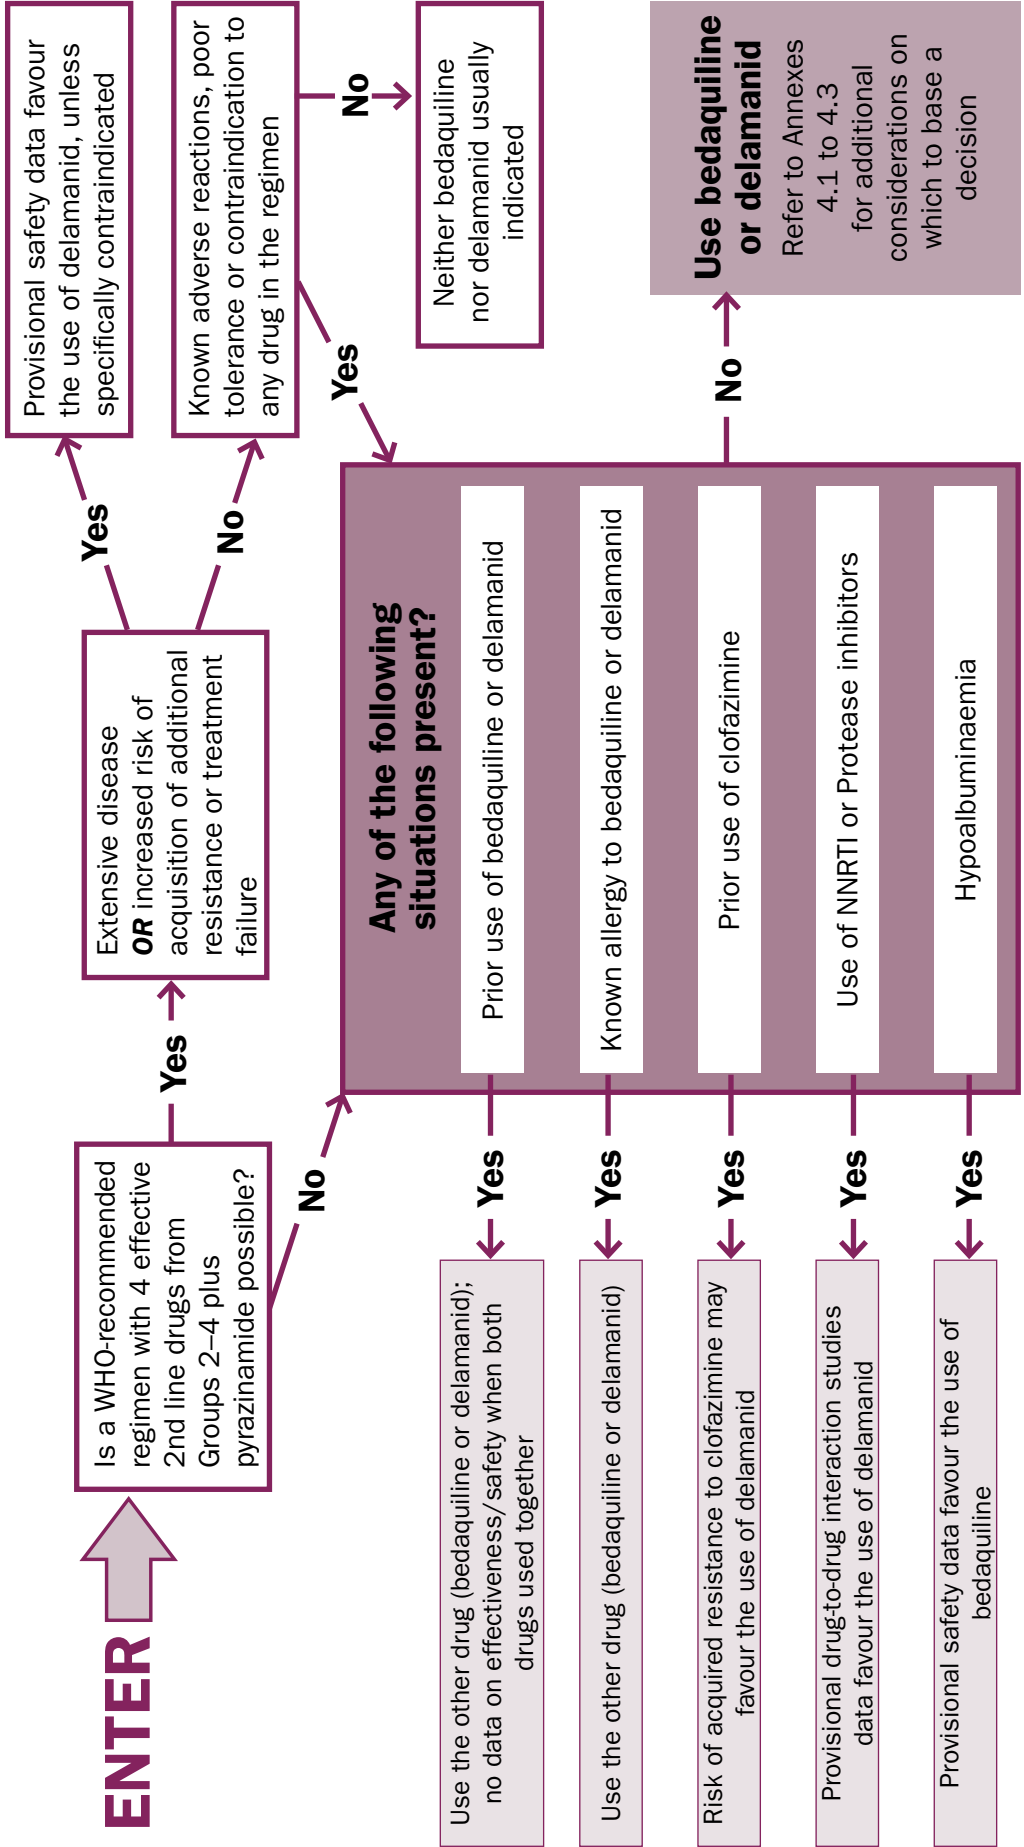 ENTER
Is a WHO-recommended
regimen with 4 effective
2nd line drugs from
Groups 2–4 plus
pyrazinamide possible?
Yes
No
Extensive disease
OR increased risk of
acquisition of additional
resistance or treatment
failure
Yes
No
Provisional safety data favour
the use of delamanid, unless
specifically contraindicated
Known adverse reactions, poor
tolerance or contraindication to
any drug in the regimen
Yes
No
Neither bedaquiline
nor delamanid usually
indicated
Any of the following
situations present?
Prior use of bedaquiline or delamanid
Yes
Use the other drug (bedaquiline or delamanid);
no data on effectiveness/safety when both
drugs used together
Known allergy to bedaquiline or delamanid
Yes
Use the other drug (bedaquiline or delamanid)
Prior use of clofazimine
Yes
Risk of acquired resistance to clofazimine may
favour the use of delamanid
Use of NNRTI or Protease inhibitors
Yes
Provisional drug-to-drug interaction studies
data favour the use of delamanid
Hypoalbuminaemia
Yes
Provisional safety data favour the use of
bedaquiline
No
Use bedaquiline
or delamanid
Refer to Annexes
4.1 to 4.3
for additional
considerations on
which to base a
decision